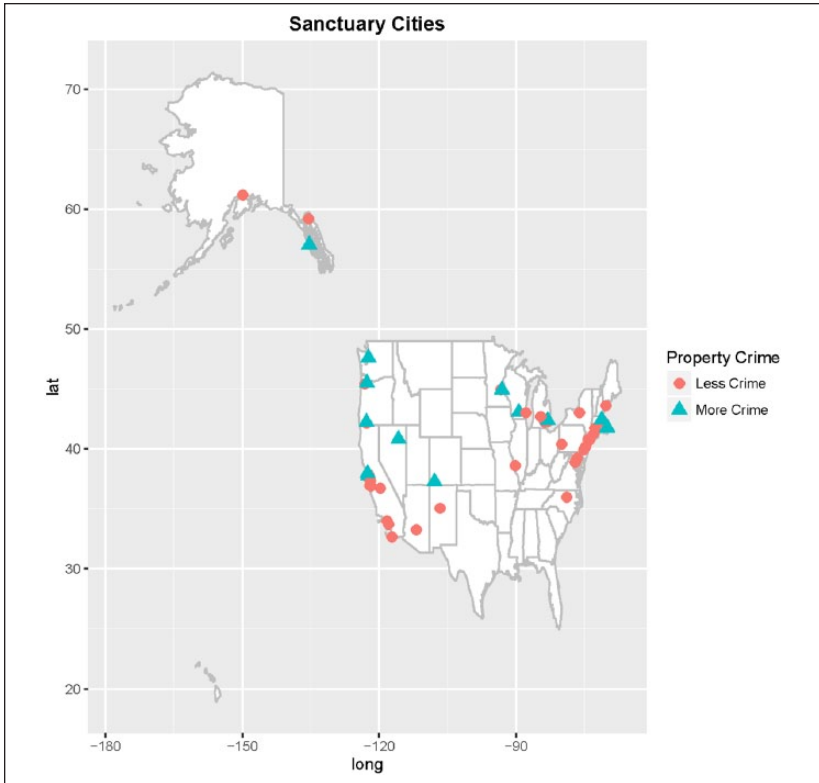 Sanctuary Cities
70
60
50
40
30
20
lat
−180
−150
−120
−90
long
Property Crime
Less Crime
More Crime